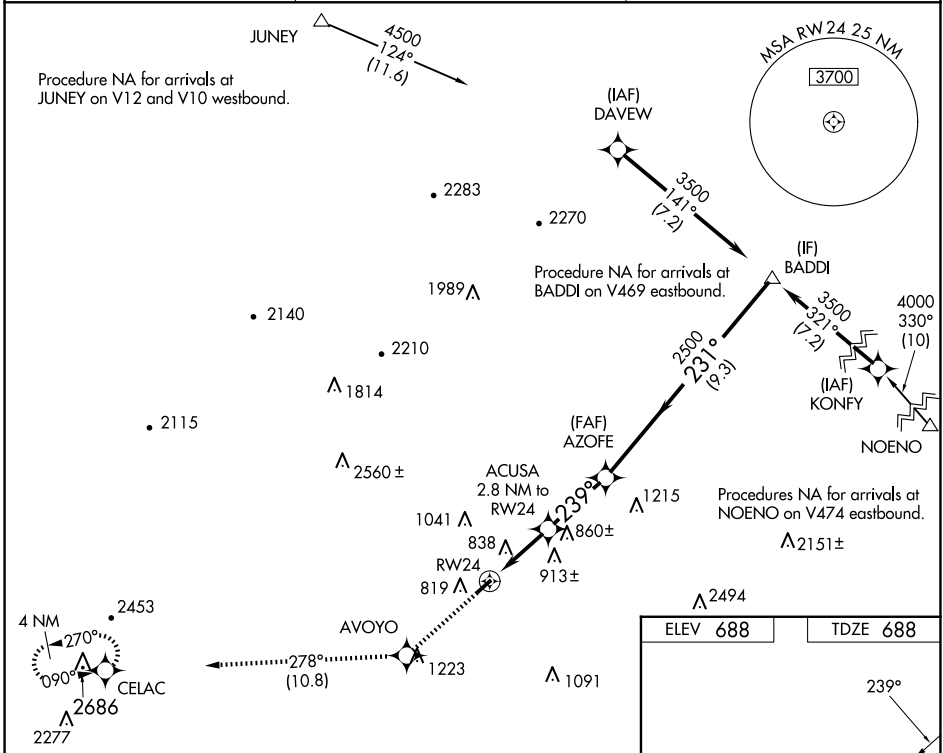 JUNEY
4500
124°
(11.6)
Procedure NA for arrivals at
JUNEY on V12 and V10 westbound.
MSA RW24 25 NM
3700
(IAF)
DAVEW
3500
141°
(7.2)
2283
2270
Procedure NA for arrivals at
BADDI on V469 eastbound.
(IF)
BADDI
1989
2140
2210
1814
2115
2560 ±
3500
321°
(7.2)
4000
330°
(10)
(IAF)
KONFY
NOENO
2500
231°
(9.3)
(FAF)
AZOFE
ACUSA
2.8 NM to
RW24
239°
1215
Procedures NA for arrivals at
NOENO on V474 eastbound.
1041
860±
838
913±
2151±
RW24
819
2494
2453
4 NM
270°
090°
CELAC
2686
2277
AVOYO
1223
278°
(10.8)
1091
ELEV 688
TDZE 688
239°